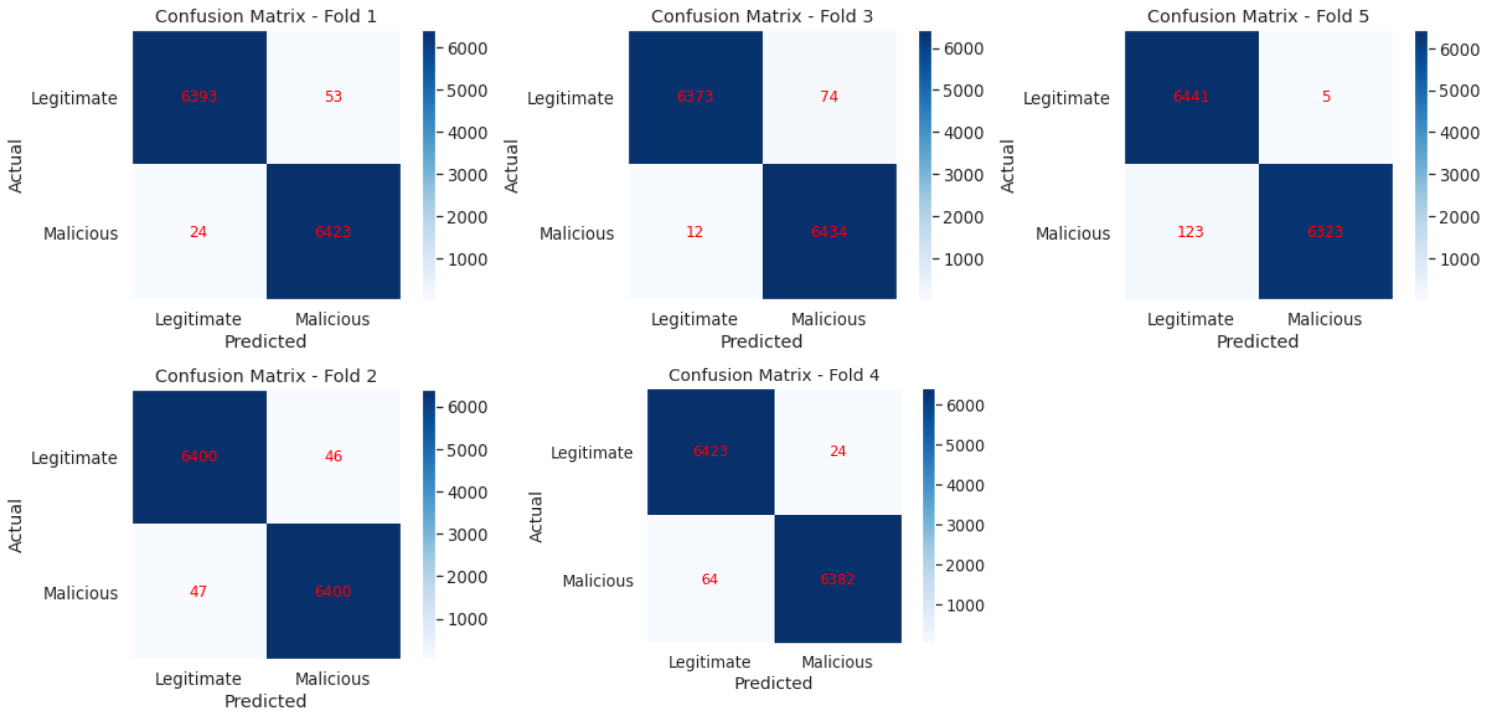 Confusion Matrix - Fold 1
Actual
Legitimate
6393
53
Malicious
24
6423
Legitimate
Malicious
Predicted
6000
5000
4000
3000
2000
1000
Confusion Matrix - Fold 3
Actual
Legitimate
6373
74
Malicious
12
6434
Legitimate
Malicious
Predicted
6000
5000
4000
3000
2000
1000
Confusion Matrix - Fold 5
Actual
Legitimate
6441
5
Malicious
123
6323
Legitimate
Malicious
Predicted
6000
5000
4000
3000
2000
1000
Confusion Matrix - Fold 2
Actual
Legitimate
6400
46
Malicious
47
6400
Legitimate
Malicious
Predicted
6000
5000
4000
3000
2000
1000
Confusion Matrix - Fold 4
Actual
Legitimate
6423
24
Malicious
64
6382
Legitimate
Malicious
Predicted
6000
5000
4000
3000
2000
1000